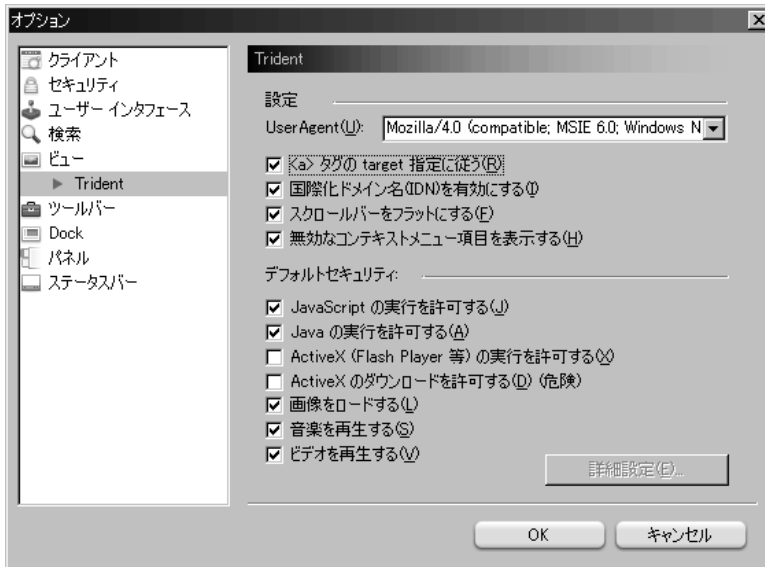 オプション
クライアント
セキュリティ
ユーザー インタフェース
検索
ビュー
Trident
ツールバー
Dock
パネル
ステータスバー
Trident
設定
UserAgent(U): Mozilla/4.0 (compatible; MSIE 6.0; Windows N
<a> タグの target 指定に従う(R)
国際化ドメイン名(IDN)を有効にする(I)
スクロールバーをフラットにする(F)
無効なコンテキストメニュー項目を表示する(H)
デフォルトセキュリティ:
JavaScript の実行を許可する(J)
Java の実行を許可する(A)
ActiveX (Flash Player 等) の実行を許可する(X)
ActiveX のダウンロードを許可する(D) (危険)
画像をロードする(L)
音楽を再生する(S)
ビデオを再生する(V)
詳細設定(E)...
OK
キャンセル